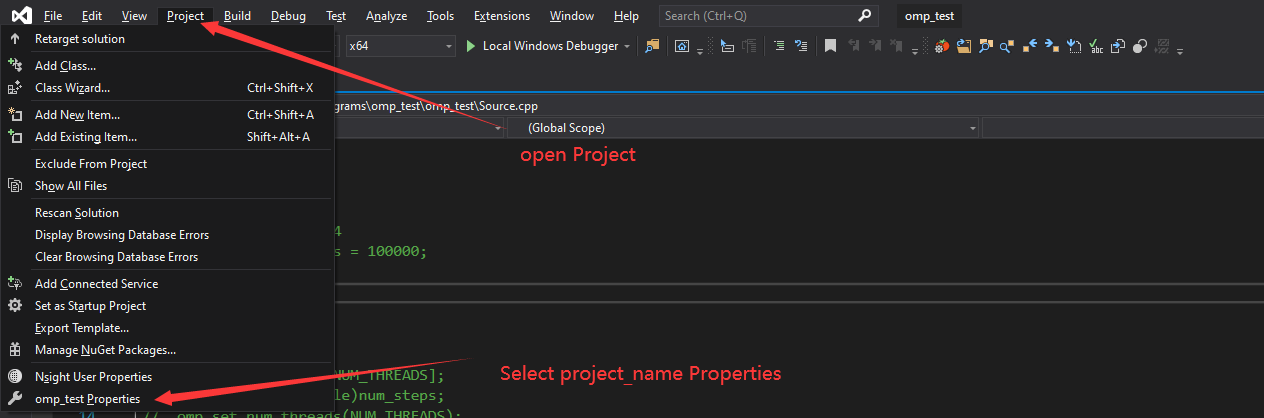 File Edit View Project Build Debug Test Analyze Tools Extensions Window Help Search (Ctrl+Q) omp_test
Retarget solution
x64 Local Windows Debugger
Add Class...
Class Wizard... Ctrl+Shift+X
grams\omp_test\omp_test\Source.cpp
Add New Item... Ctrl+Shift+A
(Global Scope)
Add Existing Item... Shift+Alt+A
open Project
Exclude From Project
Show All Files
Rescan Solution
4
Display Browsing Database Errors
s = 100000;
Clear Browsing Database Errors
Add Connected Service
Set as Startup Project
Export Template...
Manage NuGet Packages...
Nsight User Properties
NUM_THREADS];
Select project_name Properties
omp_test Properties
le)num_steps;
14 // omp_set_num_threads(NUM_THREADS);